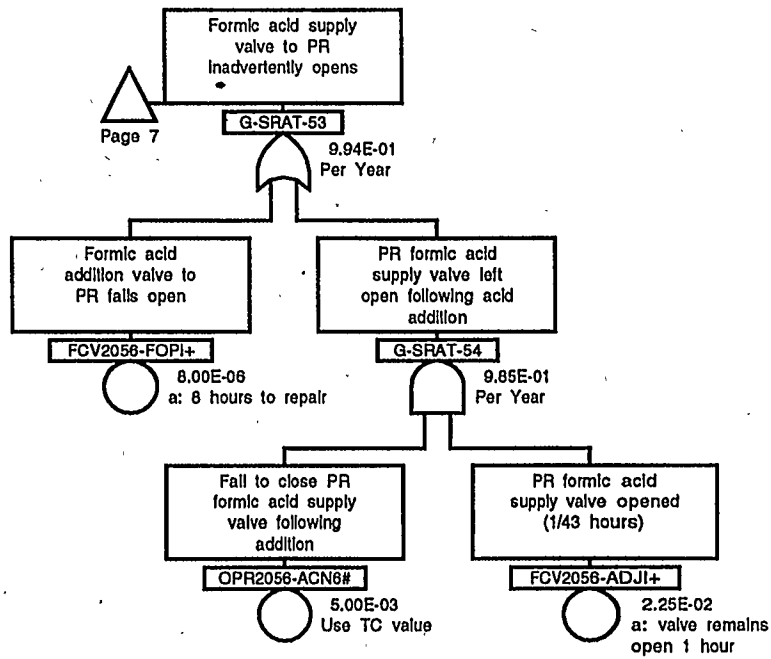 Formic acid supply
valve to PR
inadvertently opens
Page 7
G-SRAT-53
9.94E-01
Per Year
Formic acid
addition valve to
PR fails open
FCV2056-FOPI+
8.00E-06
a: 8 hours to repair
PR formic acid
supply valve left
open following acid
addition
G-SRAT-54
9.85E-01
Per Year
Fail to close PR
formic acid supply
valve following
addition
OPR2056-ACN6#
5.00E-03
Use TC value
PR formic acid
supply valve opened
(1/43 hours)
FCV2056-ADJI+
2.25E-02
a: valve remains
open 1 hour